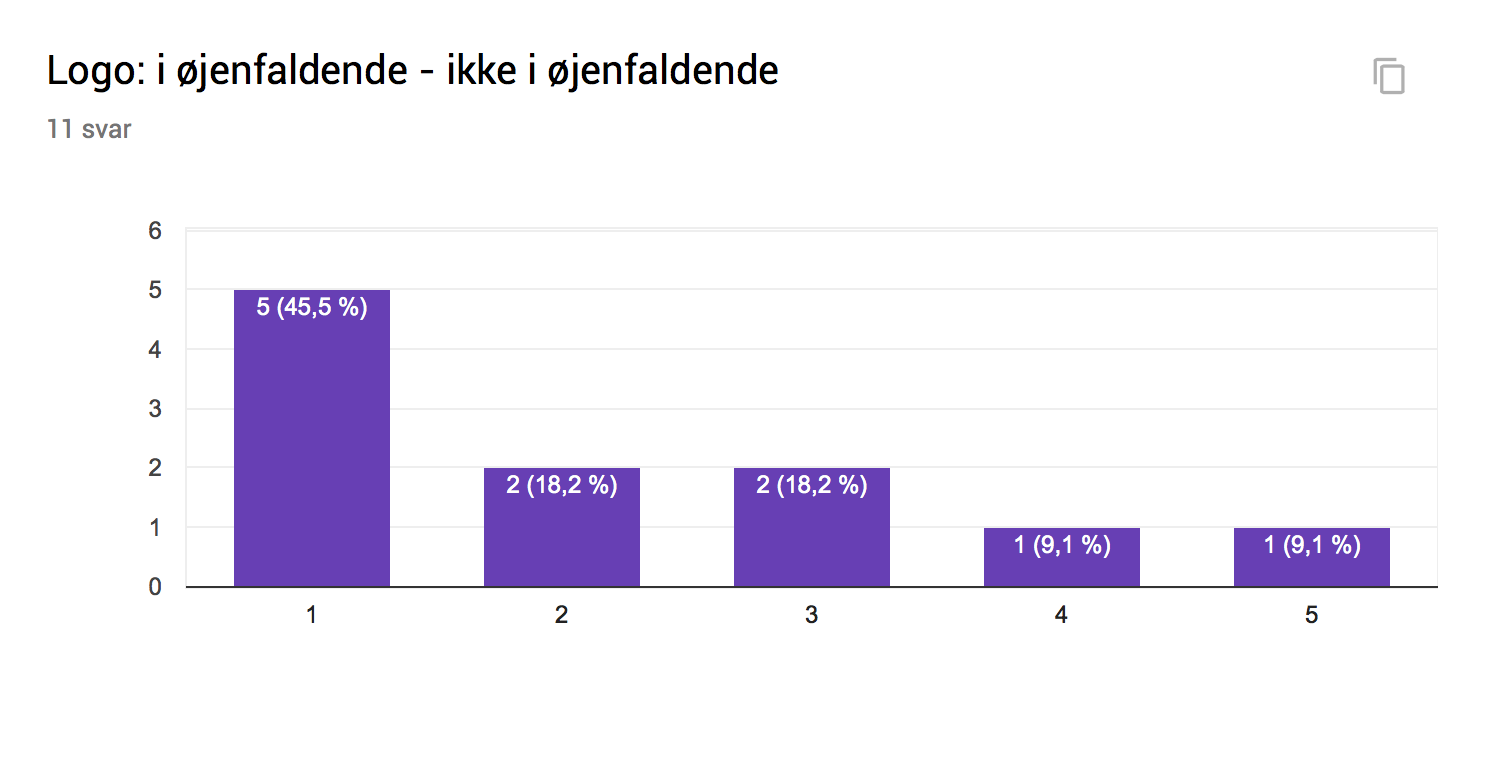 Logo: i øjenfaldende - ikke i øjenfaldende
11 svar
6
5
4
3
2
1
0
5 (45,5 %)
2 (18,2 %)
2 (18,2 %)
1 (9,1 %)
1 (9,1 %)
1 2 3 4 5